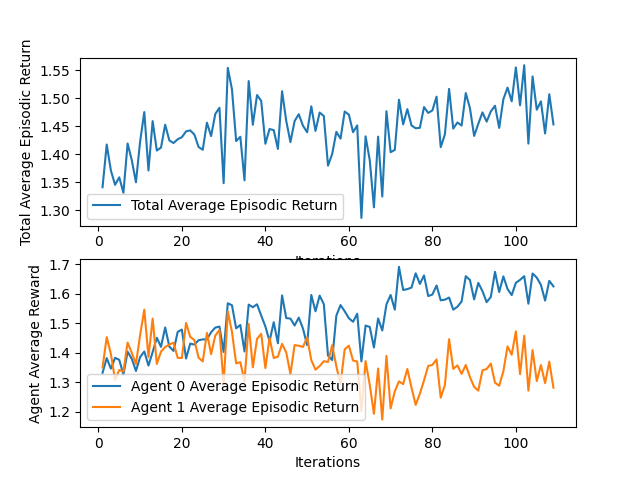 Total Average Episodic Return
1.55
1.50
1.45
1.40
1.35
1.30
Total Average Episodic Return
0 20 40 60 80 100
Iterations
Agent Average Reward
1.7
1.6
1.5
1.4
1.3
1.2
Agent 0 Average Episodic Return
Agent 1 Average Episodic Return
0 20 40 60 80 100
Iterations